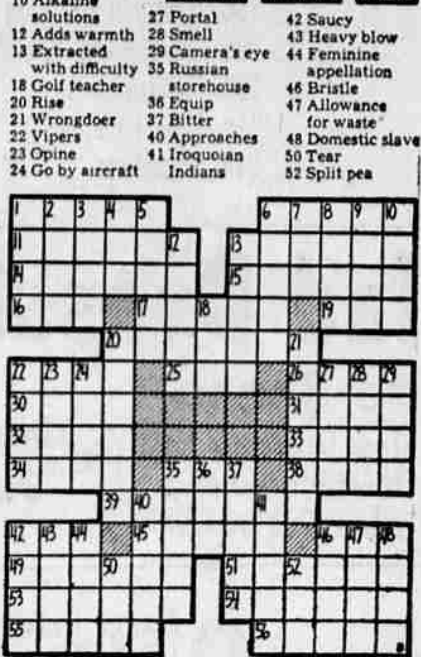 10 Alkaline
solutions
12 Adds warmth
13 Extracted
with difficulty
18 Golf teacher
20 Rise
21 Wrongdoer
22 Vipers
23 Opine
24 Go by aircraft
27 Portal
28 Smell
29 Camera's eye
35 Russian
storehouse
36 Equip
37 Bitter
40 Approaches
41 Iroquoian
Indians
42 Saucy
43 Heavy blow
44 Feminine
appellation
46 Bristle
47 Allowance
for waste
48 Domestic slave
50 Tear
52 Split pea
1 2 3 4 5 6 7 8 9 10
11 12 13
14 15
16 17 18 19
20 21
22 23 24 25 26 27 28 29
30 31
32 33
34 35 36 37 38
39 40 41
42 43 44 45 46 47 48
49 50 51 52
53 54
55 56